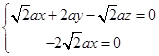 √2ax + 2ay − √2az = 0
−2√2ax = 0